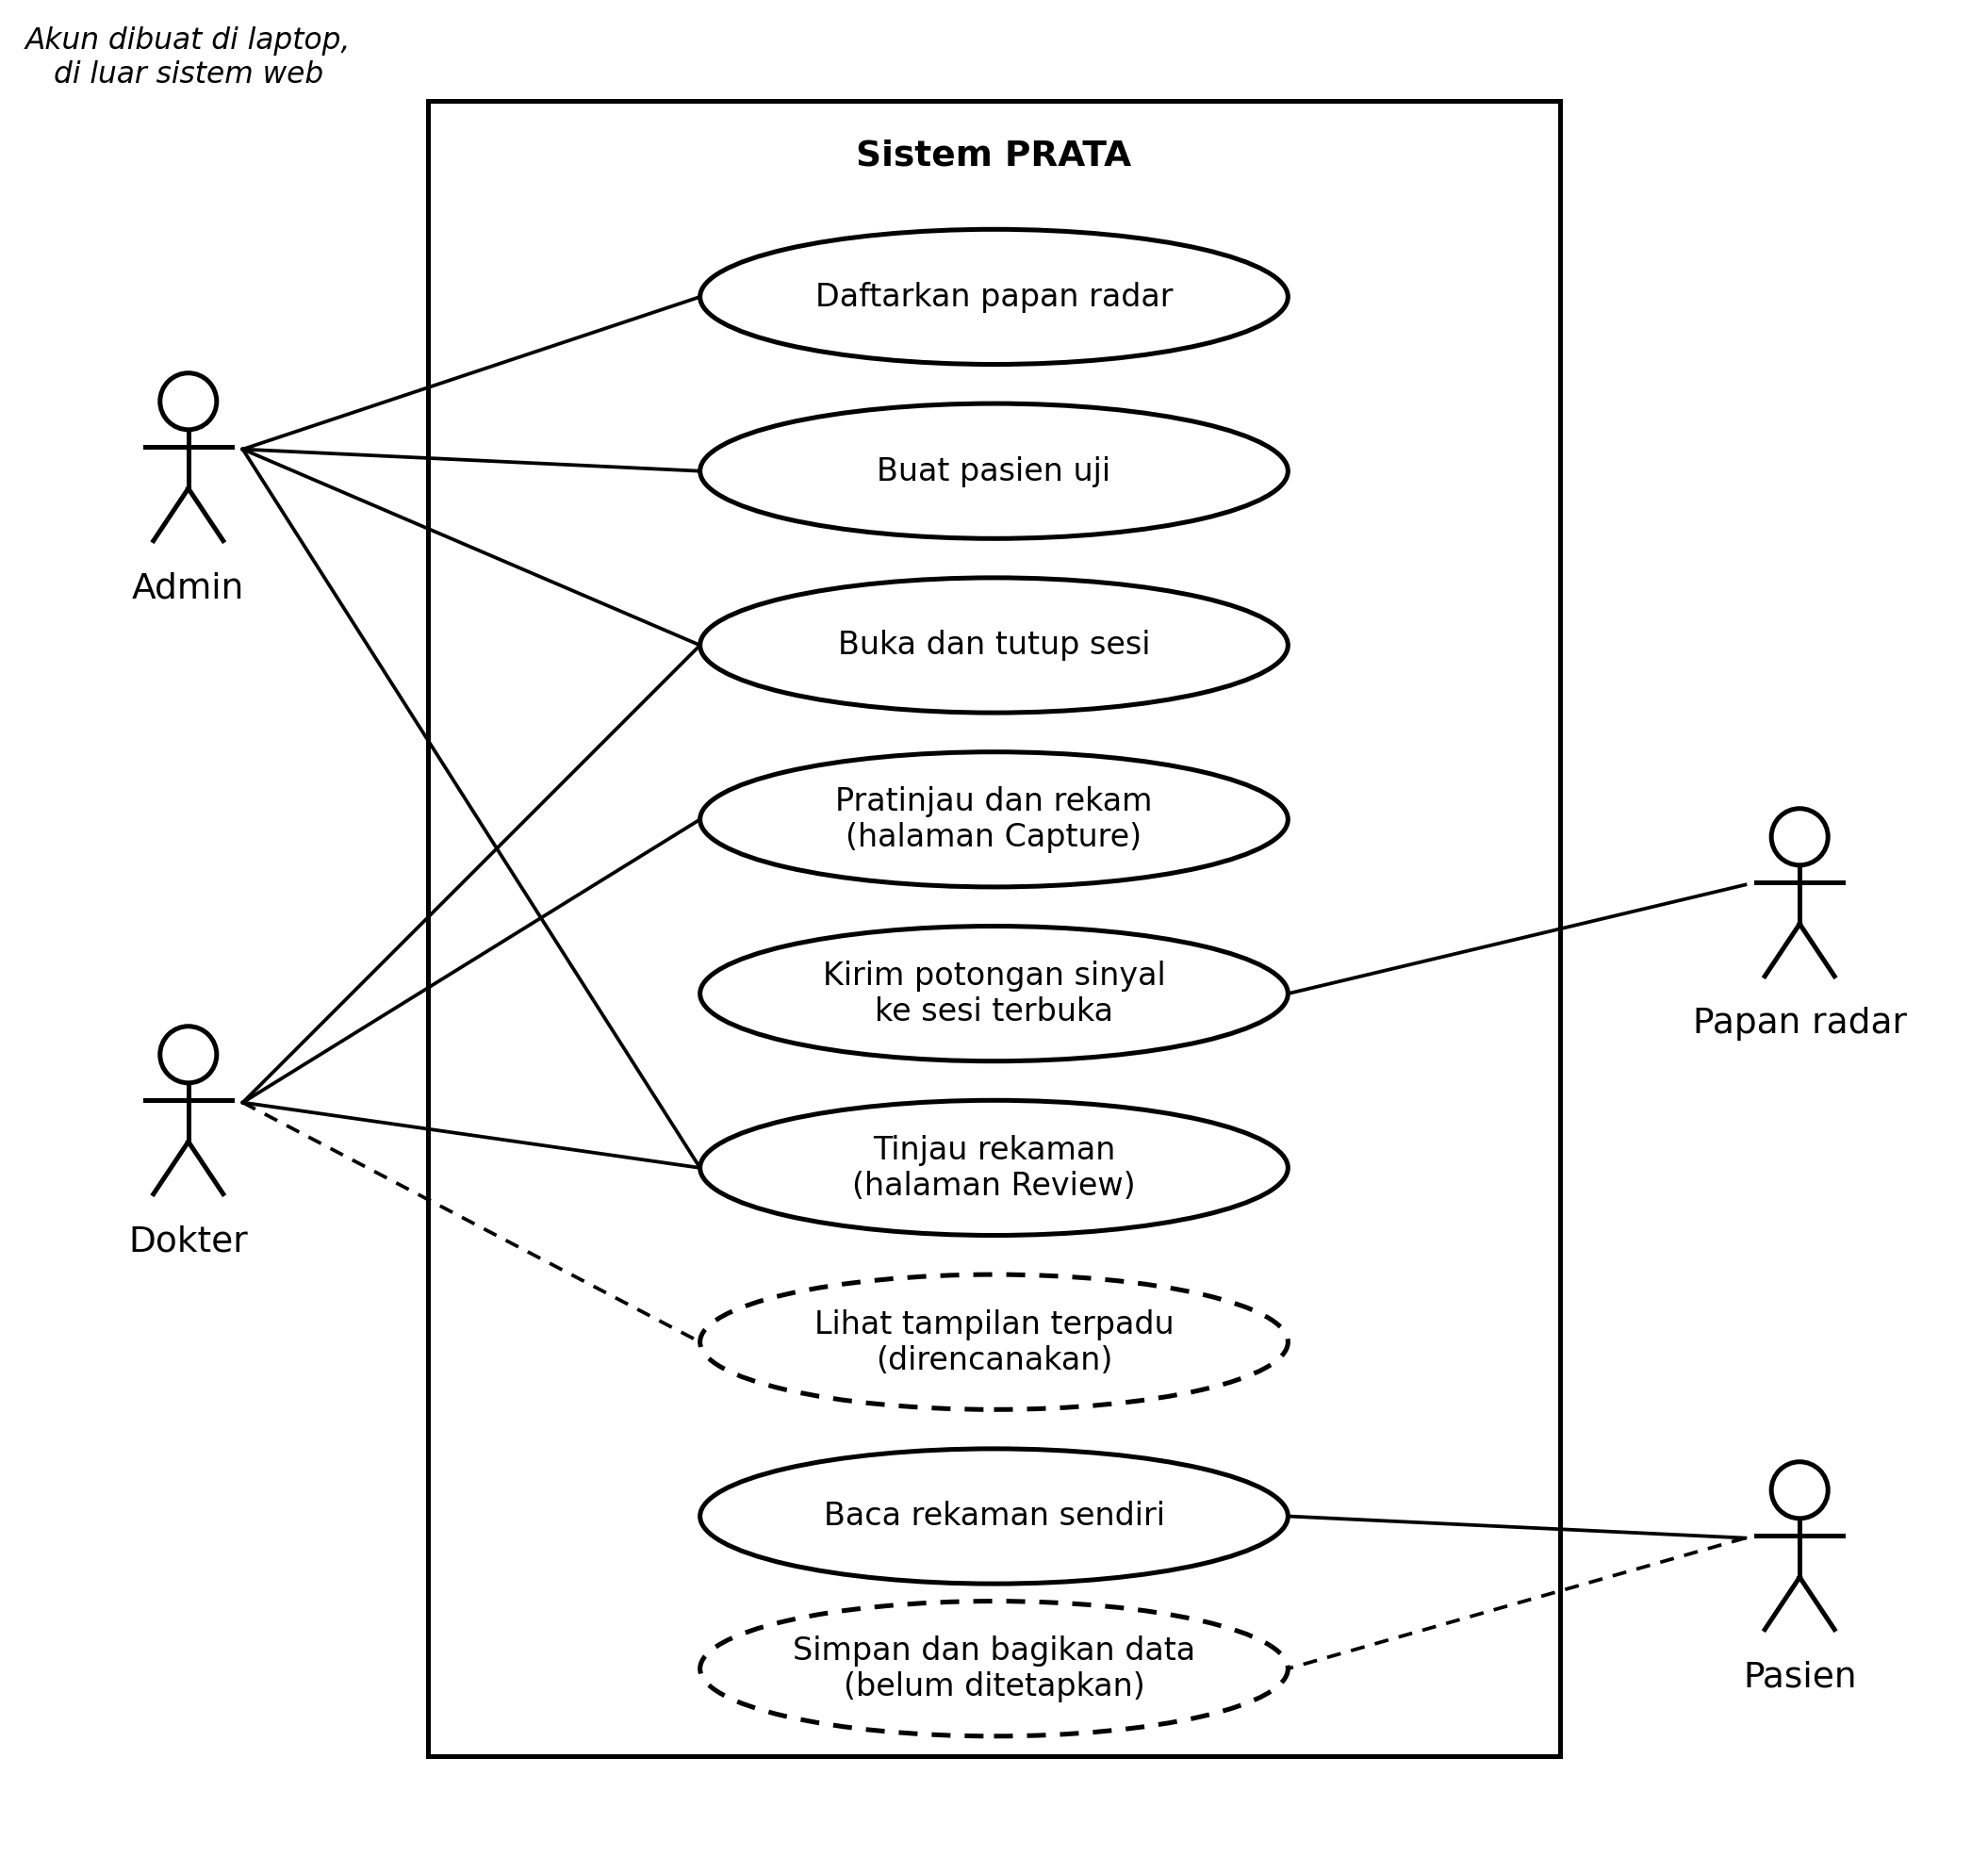 Akun dibuat di laptop,
di luar sistem web
Sistem PRATA
Daftarkan papan radar
Buat pasien uji
Admin
Buka dan tutup sesi
Pratinjau dan rekam
(halaman Capture)
Kirim potongan sinyal
ke sesi terbuka
Papan radar
Tinjau rekaman
(halaman Review)
Dokter
Lihat tampilan terpadu
(direncanakan)
Baca rekaman sendiri
Simpan dan bagikan data
(belum ditetapkan)
Pasien